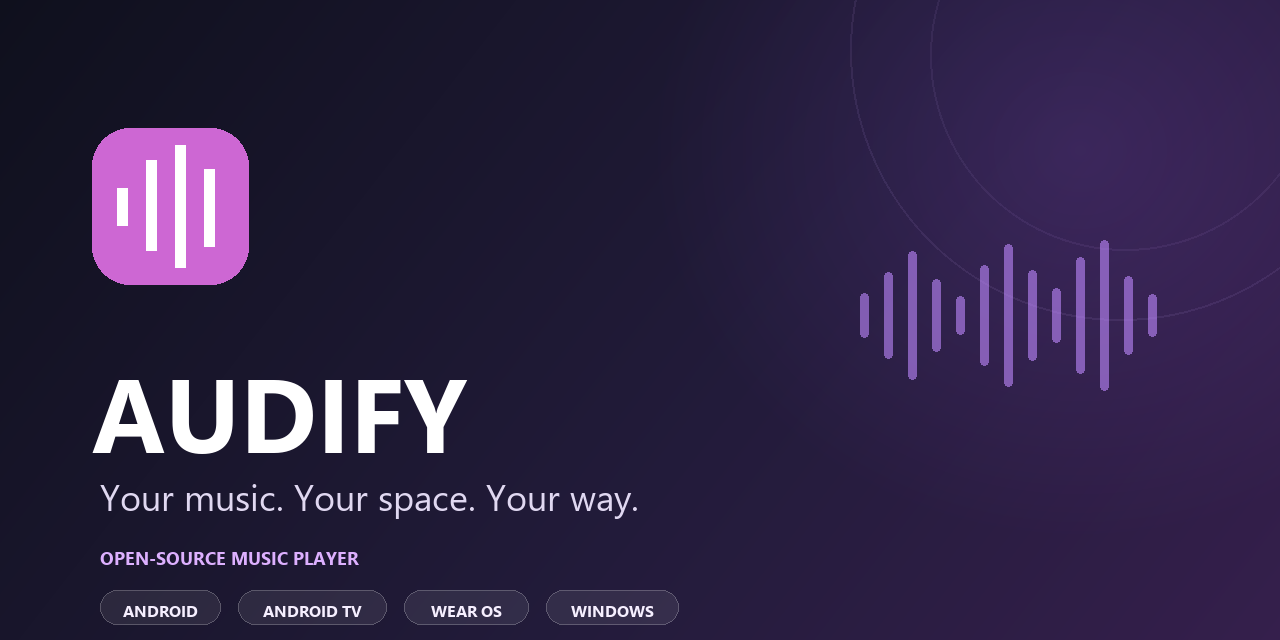 AUDIFY
Your music. Your space. Your way.
OPEN-SOURCE MUSIC PLAYER
ANDROID ANDROID TV WEAR OS WINDOWS